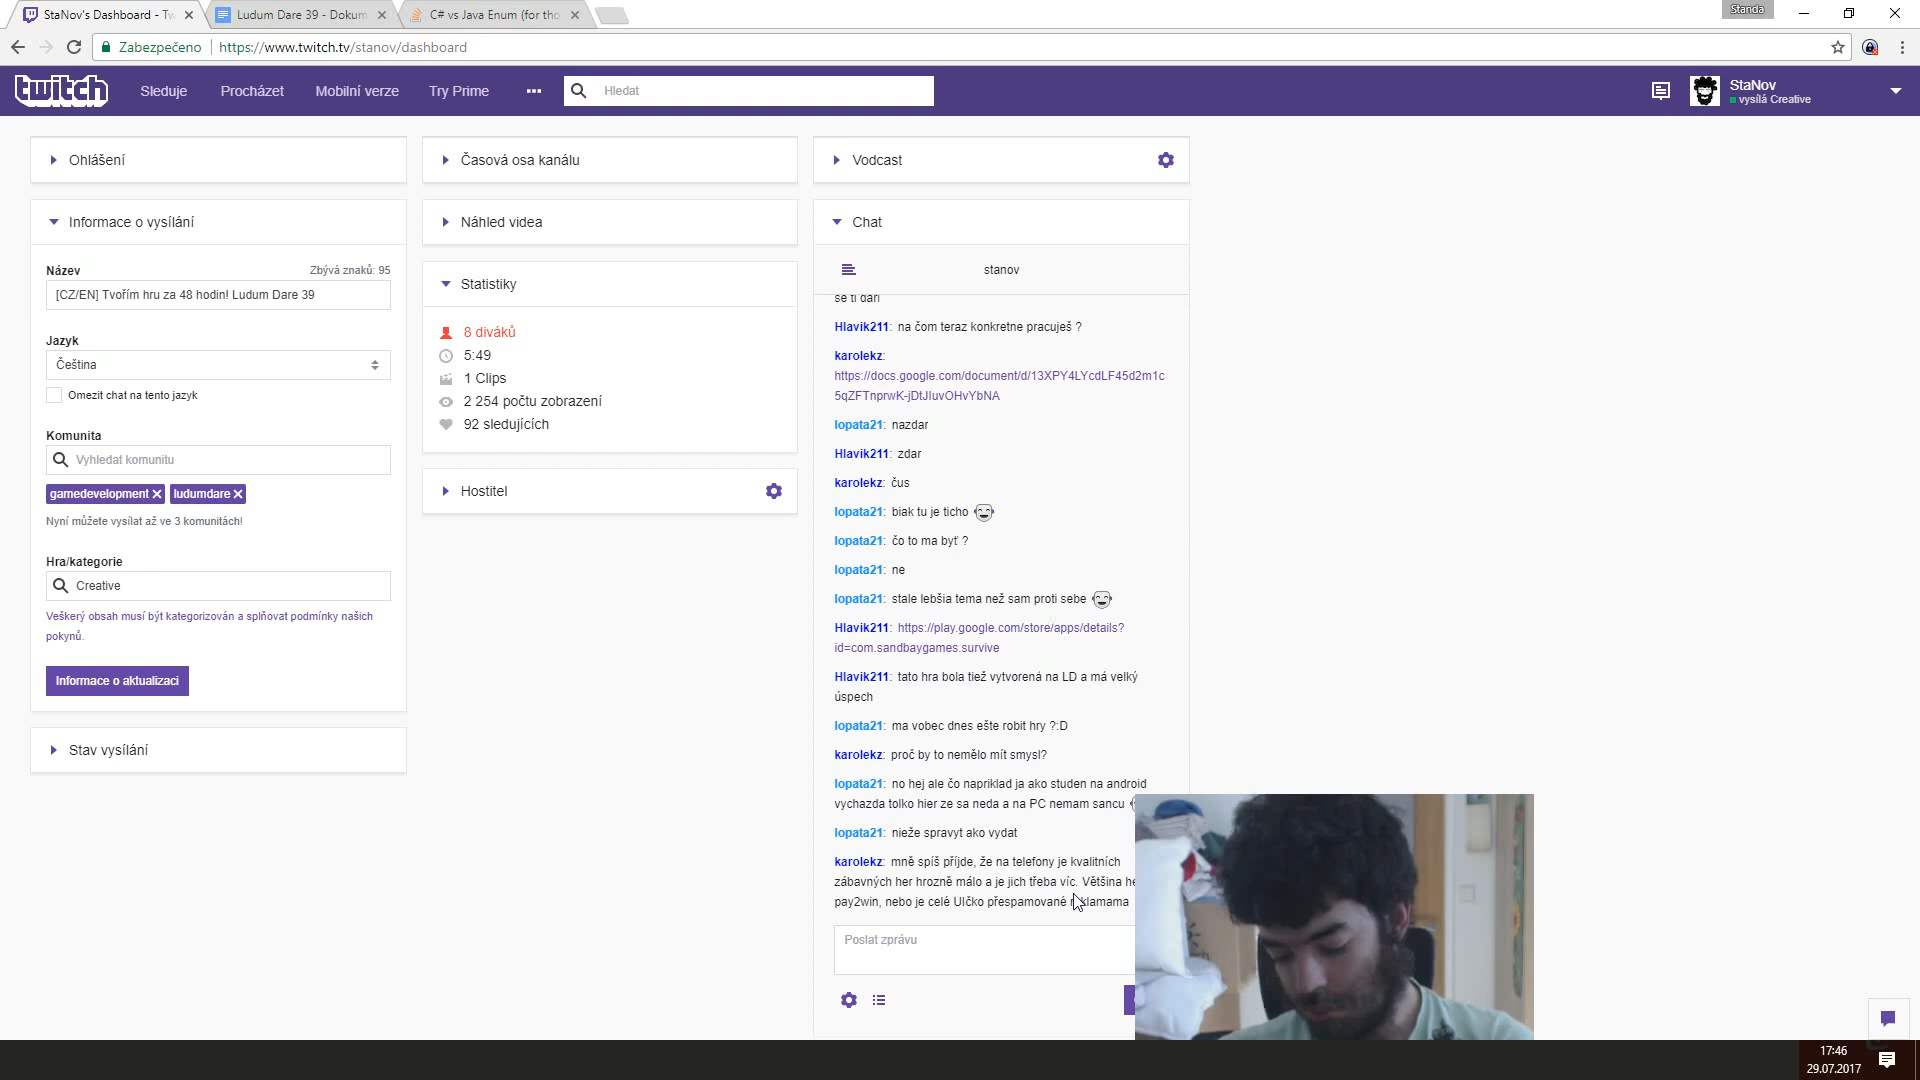 StaNov's Dashboard - Tw
Ludum Dare 39 - Dokum
C# vs Java Enum (for tho
Standa
Zabezpečeno
https://www.twitch.tv/stanov/dashboard
twitch
Sleduje
Procházet
Mobilní verze
Try Prime
Hledat
StaNov
vysílá Creative
Ohlášení
Informace o vysílání
Název
Zbývá znaků: 95
[CZ/EN] Tvořím hru za 48 hodin! Ludum Dare 39
Jazyk
Čeština
Omezit chat na tento jazyk
Komunita
Vyhledat komunitu
gamedevelopment
ludumdare
Nyní můžete vysílat až ve 3 komunitách!
Hra/kategorie
Creative
Veškerý obsah musí být kategorizován a splňovat podmínky našich
pokynů.
Informace o aktualizaci
Stav vysílání
Časová osa kanálu
Náhled videa
Statistiky
8 diváků
5:49
1 Clips
2 254 počtu zobrazení
92 sledujících
Hostitel
Vodcast
Chat
stanov
se ti daří
Hlavik211: na čom teraz konkretne pracuješ ?
karolekz:
https://docs.google.com/document/d/13XPY4LYcdLF45d2m1c
5qZFTnprwK-jDtJIuvOHvYbNA
lopata21: nazdar
Hlavik211: zdar
karolekz: čus
lopata21: biak tu je ticho
lopata21: čo to ma byť ?
lopata21: ne
lopata21: stale lebšia tema než sam proti sebe
Hlavik211: https://play.google.com/store/apps/details?
id=com.sandbaygames.survive
Hlavik211: tato hra bola tiež vytvorená na LD a má velký
úspech
lopata21: ma vobec dnes ešte robit hry ?:D
karolekz: proč by to nemělo mít smysl?
lopata21: no hej ale čo napriklad ja ako studen na android
vychazda tolko hier ze sa neda a na PC nemam sancu
lopata21: nieže spravyt ako vydat
karolekz: mně spíš příjde, že na telefony je kvalitních
zábavných her hrozně málo a je jich třeba víc. Většina he
pay2win, nebo je celé UIčko přespamované reklamama
Poslat zprávu
17:46
29.07.2017